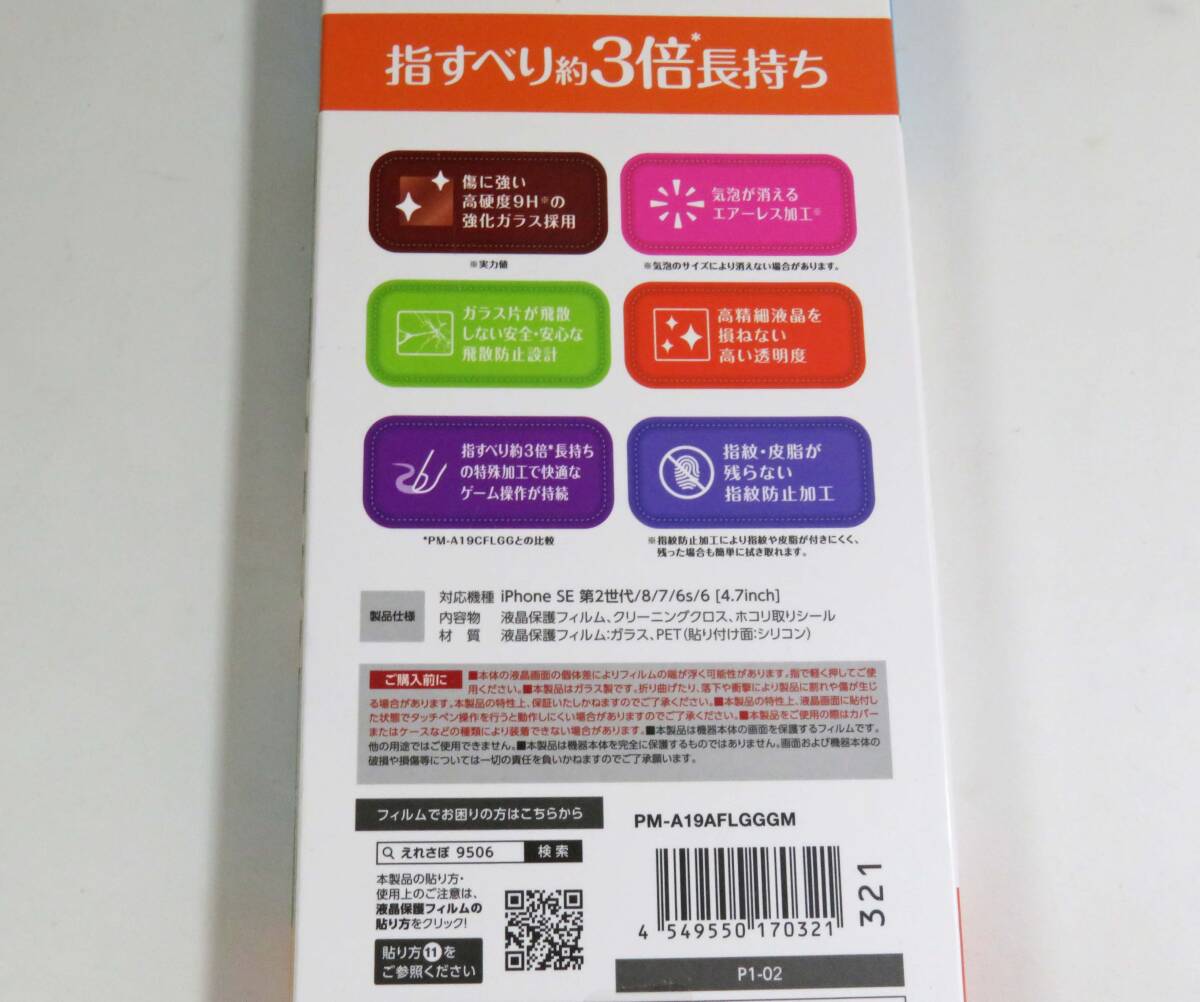 指すべり約3倍*長持ち
傷に強い
高硬度9H※の
強化ガラス採用
※実力値
気泡が消える
エアーレス加工※
※気泡のサイズにより消えない場合があります。
ガラス片が飛散
しない安全・安心な
飛散防止設計
高精細液晶を
損ねない
高い透明度
指すべり約3倍*長持ち
の特殊加工で快適な
ゲーム操作が持続
*PM-A19CFLGGとの比較
指紋・皮脂が
残らない
指紋防止加工
※指紋防止加工により指紋や皮脂が付きにくく、
残った場合も簡単に拭き取れます。
製品仕様
対応機種 iPhone SE 第2世代/8/7/6s/6 [4.7inch]
内容物 液晶保護フィルム、クリーニングクロス、ホコリ取りシール
材質 液晶保護フィルム:ガラス、PET(貼り付け面:シリコン)
ご購入前に ■本体の液晶画面の個体差によりフィルムの端が浮く可能性があります。指で軽く押してご使
用ください。■本製品はガラス製です。折り曲げたり、落下や衝撃により製品に割れや傷が生じ
る場合があります。本製品の特性上、保証いたしかねますのでご了承ください。■本製品の特性上、液晶画面に貼付し
た状態でタッチペン操作を行うと動作しにくい場合がありますのでご了承ください。■本製品をご使用の際はカバー
またはケースなどの種類により装着できない場合があります。■本製品は機器本体の画面を保護するフィルムです。
他の用途ではご使用できません。■本製品は機器本体を完全に保護するものではありません。画面および機器本体の
破損や損傷等については一切の責任を負いかねますのでご了承願います。
フィルムでお困りの方はこちらから
えれさぽ 9506 検索
本製品の貼り方・
使用上のご注意は、
液晶保護フィルムの
貼り方をクリック!
貼り方⑪を
ご参照ください
PM-A19AFLGGGM
4 549550 170321
321
P1-02